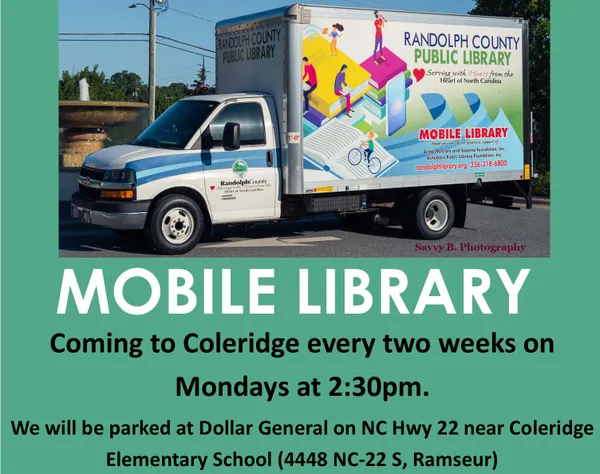 RANDOLPH COUNTY
PUBLIC LIBRARY
RANDOLPH COUNTY
PUBLIC LIBRARY
Serving with Heart from the
Heart of North Carolina
MOBILE LIBRARY
randolphlibrary.org 336-318-6800
Randolph County
Savvy B. Photography
MOBILE LIBRARY
Coming to Coleridge every two weeks on
Mondays at 2:30pm.
We will be parked at Dollar General on NC Hwy 22 near Coleridge
Elementary School (4448 NC-22 S, Ramseur)